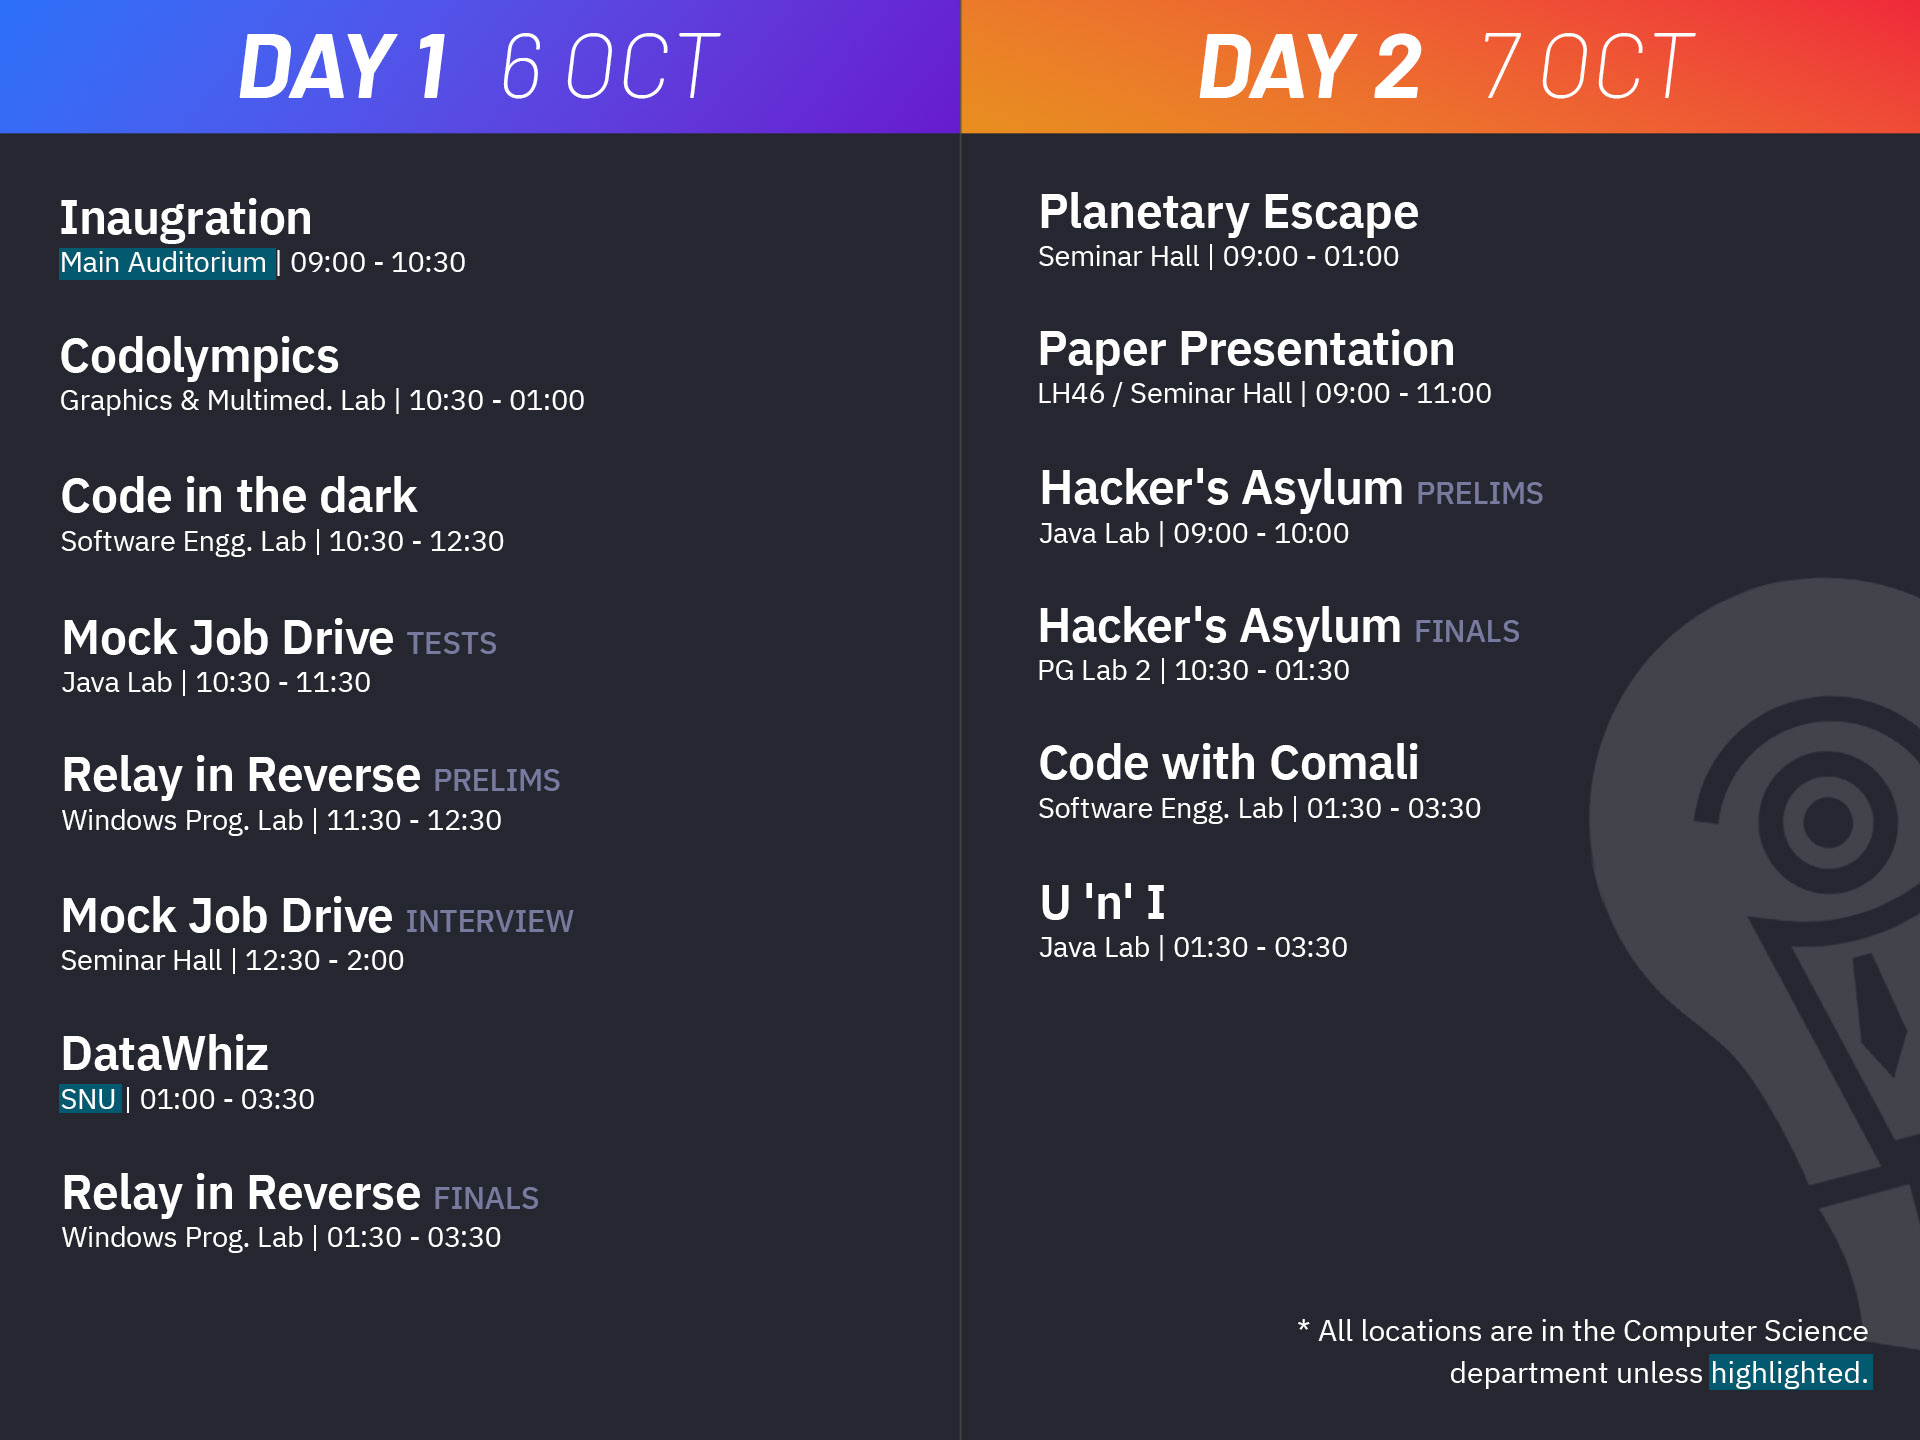 DAY 1 6 OCT
Inaugration
Main Auditorium | 09:00 - 10:30
Codolympics
Graphics & Multimed. Lab | 10:30 - 01:00
Code in the dark
Software Engg. Lab | 10:30 - 12:30
Mock Job Drive TESTS
Java Lab | 10:30 - 11:30
Relay in Reverse PRELIMS
Windows Prog. Lab | 11:30 - 12:30
Mock Job Drive INTERVIEW
Seminar Hall | 12:30 - 2:00
DataWhiz
SNU | 01:00 - 03:30
Relay in Reverse FINALS
Windows Prog. Lab | 01:30 - 03:30
DAY 2 7 OCT
Planetary Escape
Seminar Hall | 09:00 - 01:00
Paper Presentation
LH46 / Seminar Hall | 09:00 - 11:00
Hacker's Asylum PRELIMS
Java Lab | 09:00 - 10:00
Hacker's Asylum FINALS
PG Lab 2 | 10:30 - 01:30
Code with Comali
Software Engg. Lab | 01:30 - 03:30
U 'n' I
Java Lab | 01:30 - 03:30
* All locations are in the Computer Science
department unless highlighted.